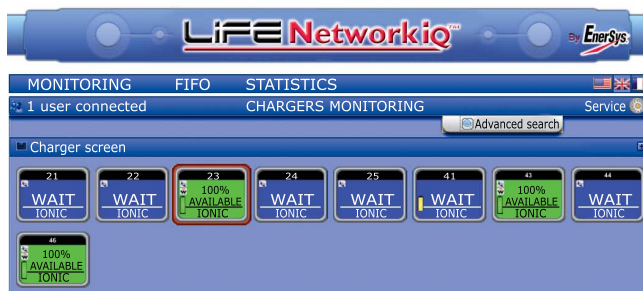 LiFE Networkiq™ By EnerSys
MONITORING FIFO STATISTICS
1 user connected CHARGERS MONITORING Service
Advanced search
Charger screen
21 22 23 24 25 41 43 44
WAIT WAIT 100% WAIT WAIT WAIT 100% WAIT
AVAILABLE AVAILABLE
IONIC IONIC IONIC IONIC IONIC IONIC IONIC IONIC
46
100%
AVAILABLE
IONIC